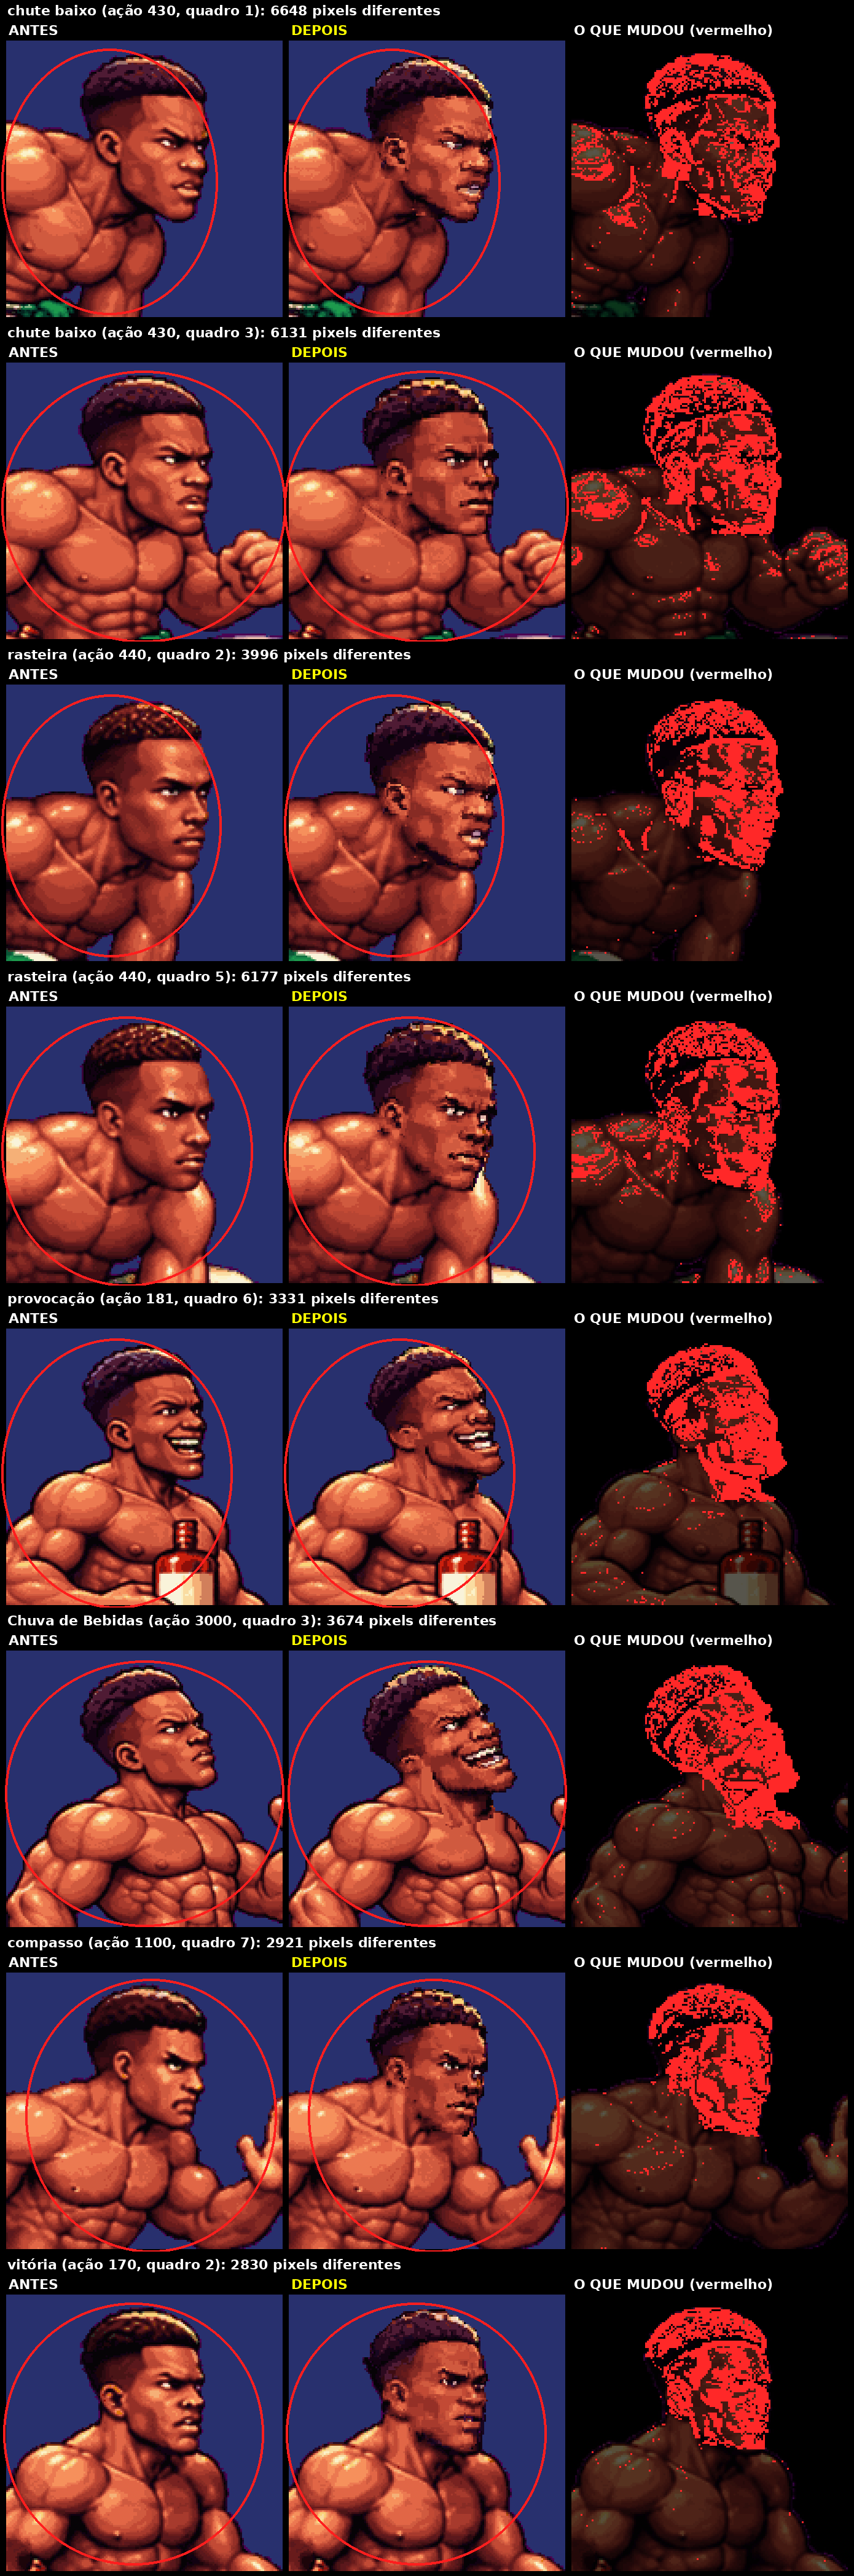 chute baixo (ação 430, quadro 1): 6648 pixels diferentes
ANTES DEPOIS O QUE MUDOU (vermelho)
chute baixo (ação 430, quadro 3): 6131 pixels diferentes
ANTES DEPOIS O QUE MUDOU (vermelho)
rasteira (ação 440, quadro 2): 3996 pixels diferentes
ANTES DEPOIS O QUE MUDOU (vermelho)
rasteira (ação 440, quadro 5): 6177 pixels diferentes
ANTES DEPOIS O QUE MUDOU (vermelho)
provocação (ação 181, quadro 6): 3331 pixels diferentes
ANTES DEPOIS O QUE MUDOU (vermelho)
Chuva de Bebidas (ação 3000, quadro 3): 3674 pixels diferentes
ANTES DEPOIS O QUE MUDOU (vermelho)
compasso (ação 1100, quadro 7): 2921 pixels diferentes
ANTES DEPOIS O QUE MUDOU (vermelho)
vitória (ação 170, quadro 2): 2830 pixels diferentes
ANTES DEPOIS O QUE MUDOU (vermelho)